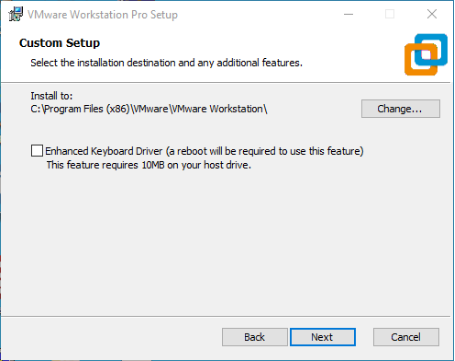 VMware Workstation Pro Setup
Custom Setup
Select the installation destination and any additional features.
Install to:
C:\Program Files (x86)\VMware\VMware Workstation\
Change...
Enhanced Keyboard Driver (a reboot will be required to use this feature)
This feature requires 10MB on your host drive.
Back
Next
Cancel